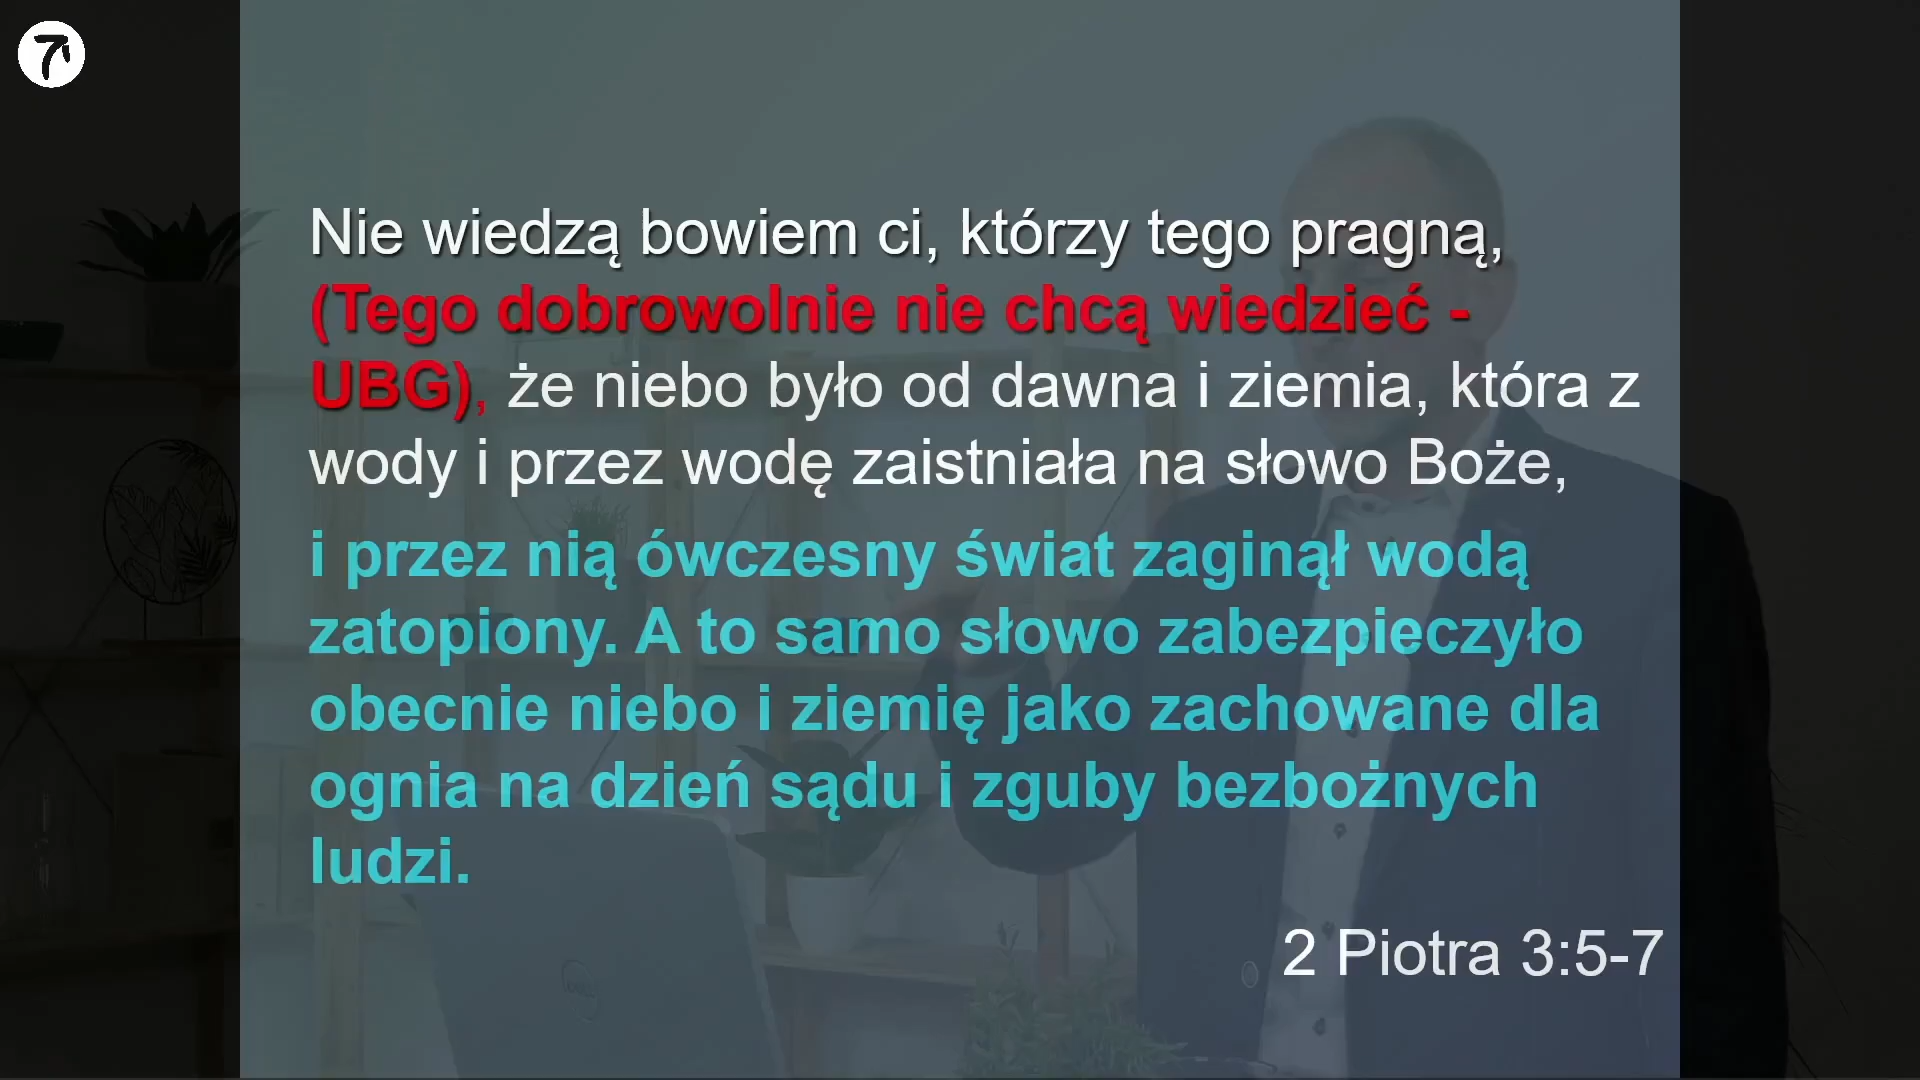 Nie wiedzą bowiem ci, którzy tego pragną,
(Tego dobrowolnie nie chcą wiedzieć -
UBG), że niebo było od dawna i ziemia, która z
wody i przez wodę zaistniała na słowo Boże,
i przez nią ówczesny świat zaginął wodą
zatopiony. A to samo słowo zabezpieczyło
obecnie niebo i ziemię jako zachowane dla
ognia na dzień sądu i zguby bezbożnych
ludzi.
2 Piotra 3:5-7